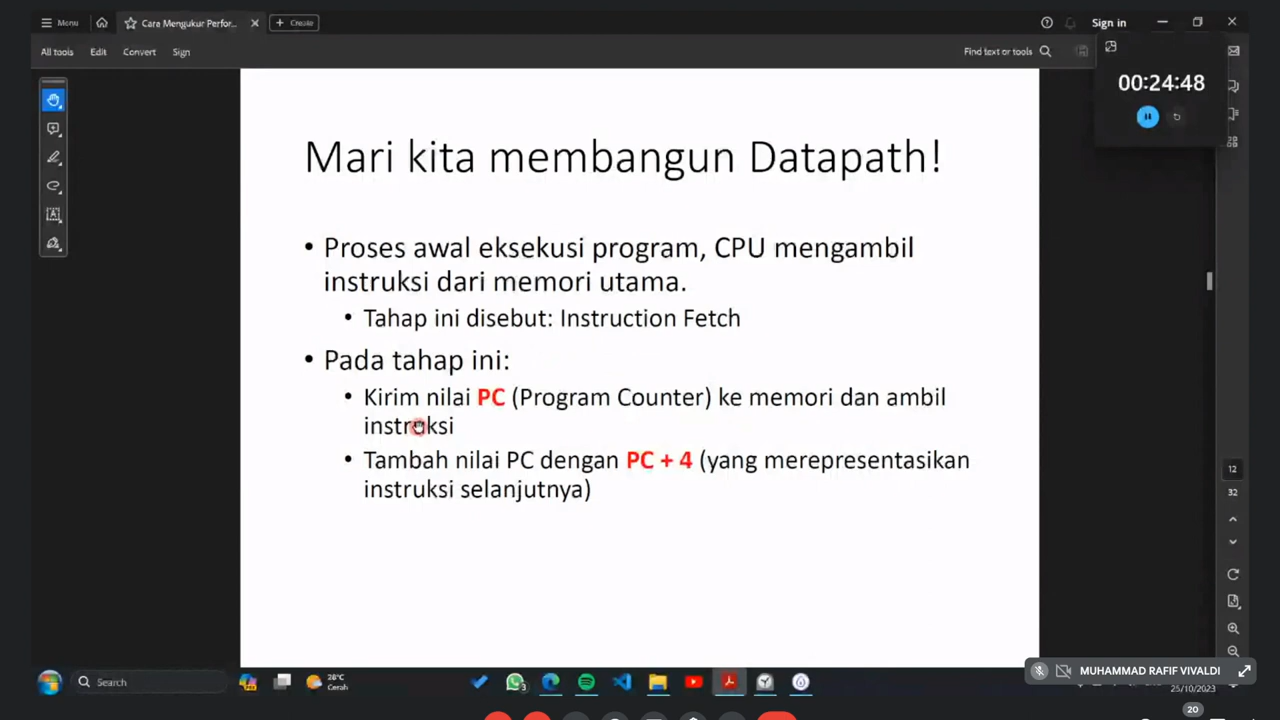 Menu
Cara Mengukur Perfor...
Create
Sign in
All tools
Edit
Convert
Sign
Find text or tools
00:24:48
Mari kita membangun Datapath!
• Proses awal eksekusi program, CPU mengambil
instruksi dari memori utama.
• Tahap ini disebut: Instruction Fetch
• Pada tahap ini:
• Kirim nilai PC (Program Counter) ke memori dan ambil
instruksi
• Tambah nilai PC dengan PC + 4 (yang merepresentasikan
instruksi selanjutnya)
12
32
Search
28°C
Cerah
3
MUHAMMAD RAFIF VIVALDI
25/10/2023
20